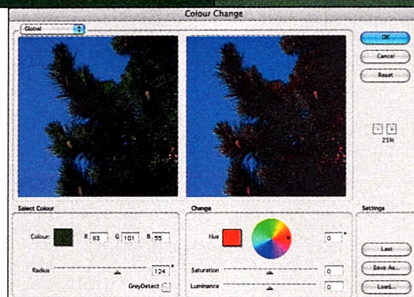 Colour Change
Global
OK
Cancel
Reset
- +
25%
Select Colour
Change
Settings
Colour: R 83 G 101 B 55
Hue 0 °
Last
Radius 124 °
Saturation 0
Save As...
GreyDetect
Luminance 0
Load...